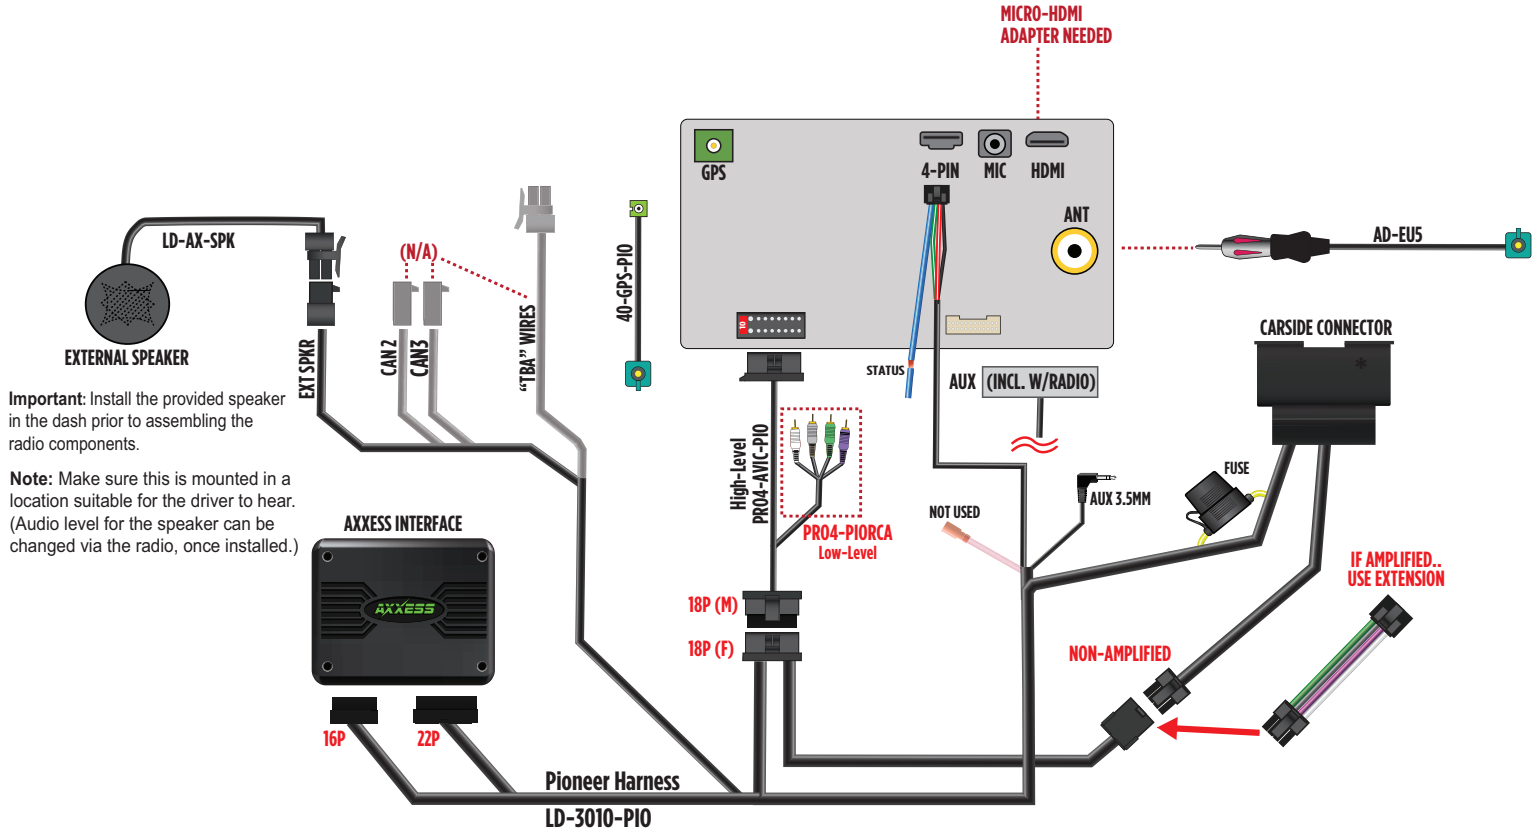 MICRO-HDMI
ADAPTER NEEDED
GPS
4-PIN
MIC
HDMI
ANT
AD-EU5
LD-AX-SPK
EXTERNAL SPEAKER
(N/A)
EXT SPKR
CAN 2
CAN3
"TBA" WIRES
40-GPS-PIO
10
STATUS
AUX
(INCL. W/RADIO)
CARSIDE CONNECTOR
*
Important: Install the provided speaker
in the dash prior to assembling the
radio components.
Note: Make sure this is mounted in a
location suitable for the driver to hear.
(Audio level for the speaker can be
changed via the radio, once installed.)
AXXESS INTERFACE
AXXESS
High-Level
PR04-AVIC-PIO
PR04-PIORCA
Low-Level
NOT USED
AUX 3.5MM
FUSE
IF AMPLIFIED..
USE EXTENSION
18P (M)
18P (F)
NON-AMPLIFIED
16P
22P
Pioneer Harness
LD-3010-PIO